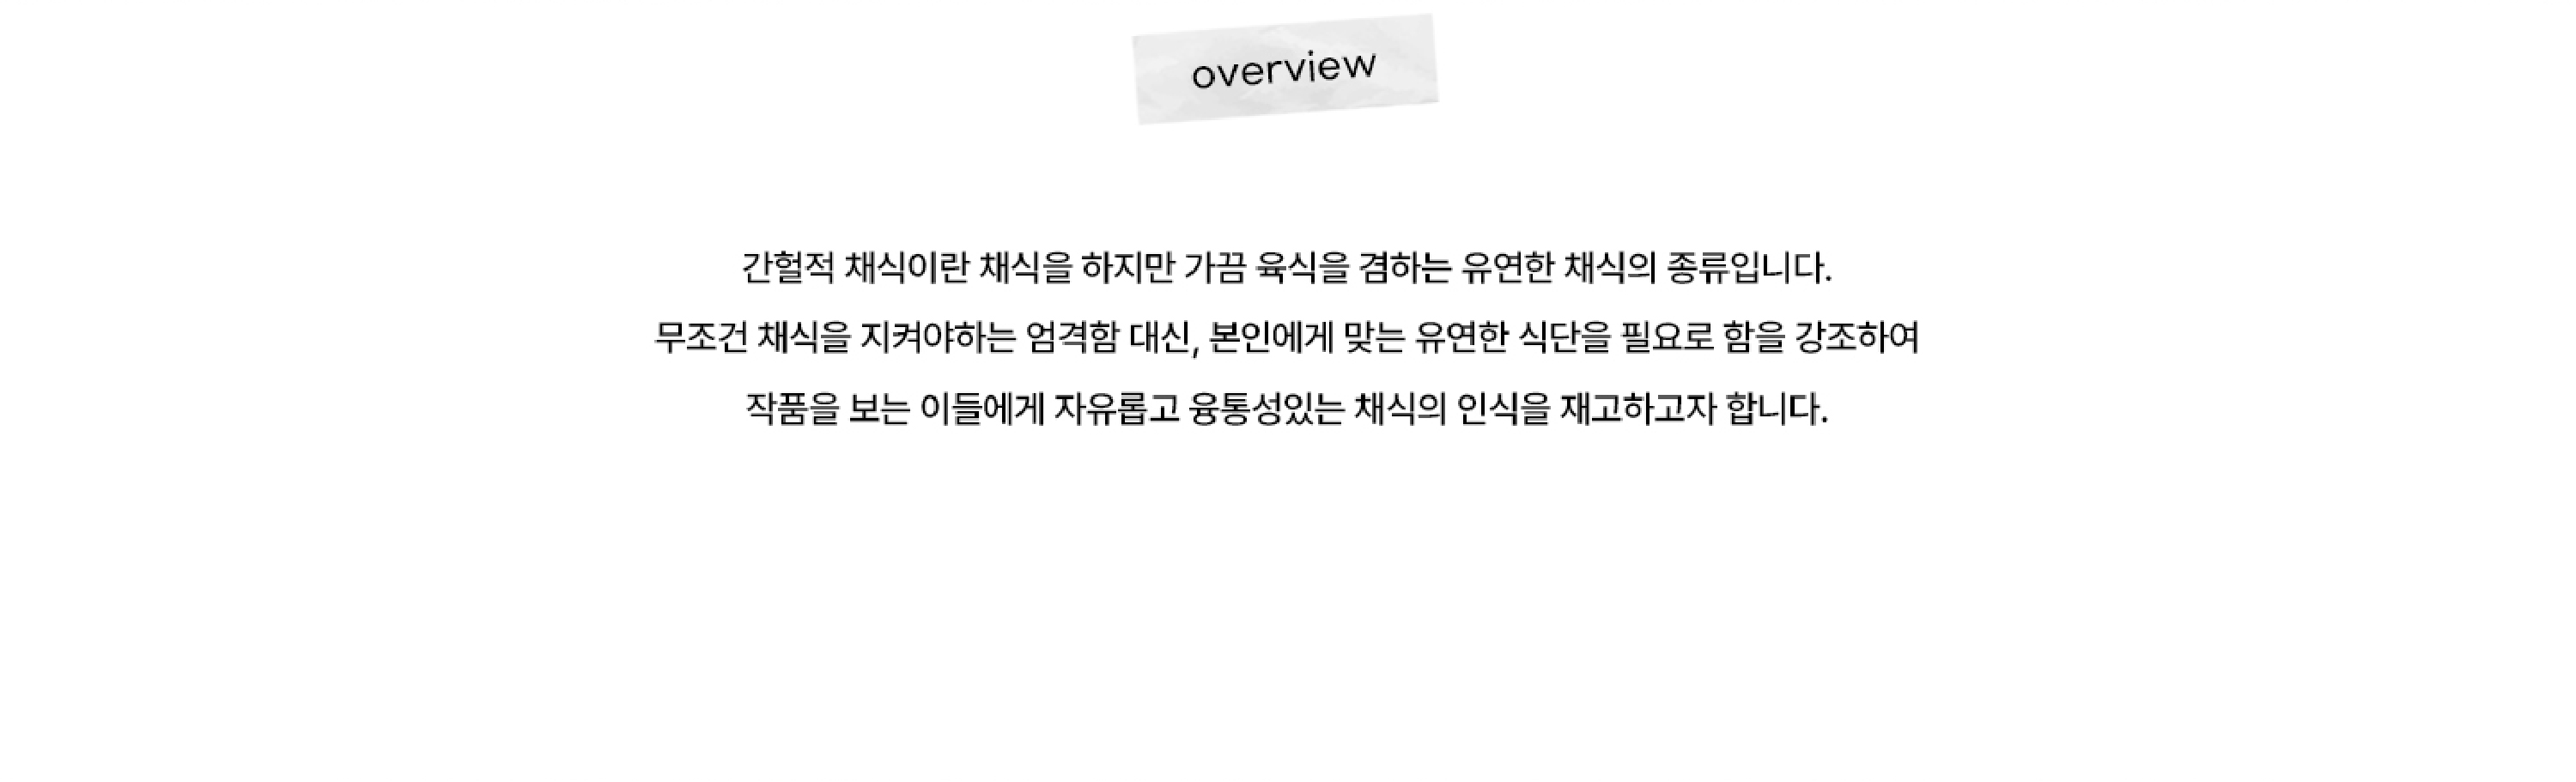 overview
간헐적 채식이란 채식을 하지만 가끔 육식을 겸하는 유연한 채식의 종류입니다.
무조건 채식을 지켜야하는 엄격함 대신, 본인에게 맞는 유연한 식단을 필요로 함을 강조하여
작품을 보는 이들에게 자유롭고 융통성있는 채식의 인식을 재고하고자 합니다.